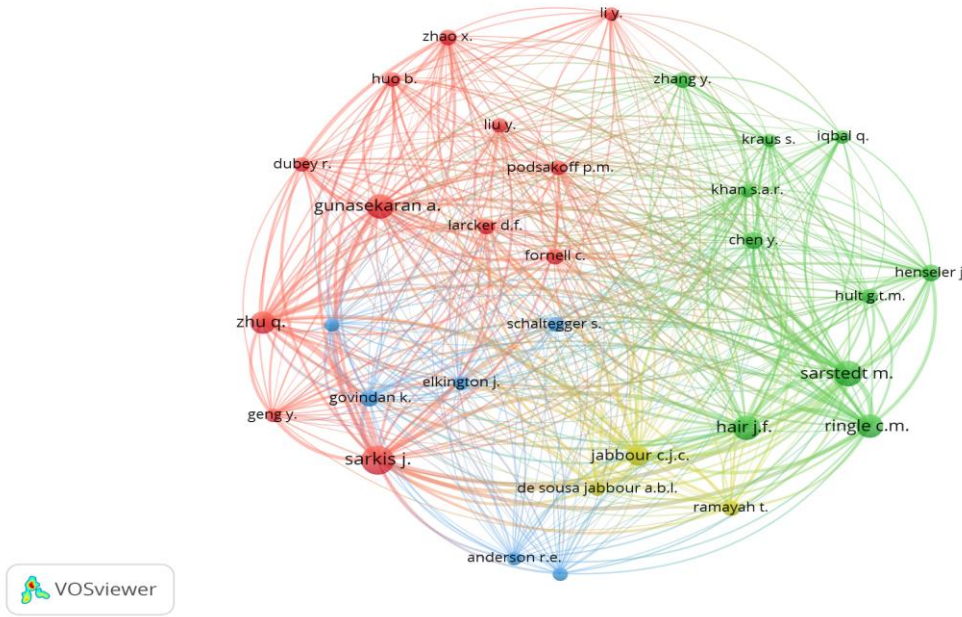 li y.
zhao x.
huo b.
zhang y.
liu y.
kraus s.
iqbal q.
dubey r.
podsakoff p.m.
khan s.a.r.
gunasekaran a.
larcker d.f.
chen y.
fornell c.
henseler j
hult g.t.m.
zhu q.
schaltegger s.
sarstedt m.
elkington j.
govindan k.
geng y.
hair j.f.
ringle c.m.
sarkis j.
jabbour c.j.c.
de sousa jabbour a.b.l.
ramayah t.
anderson r.e.
VOSviewer